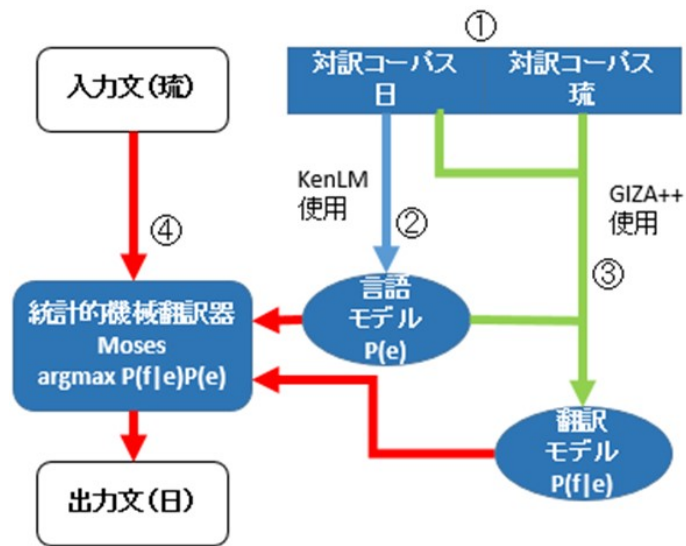 ①
対訳コーパス
日
対訳コーパス
琉
入力文(琉)
KenLM
使用
②
GIZA++
使用
③
④
言語
モデル
P(e)
統計的機械翻訳器
Moses
argmax P(f|e)P(e)
翻訳
モデル
P(f|e)
出力文(日)